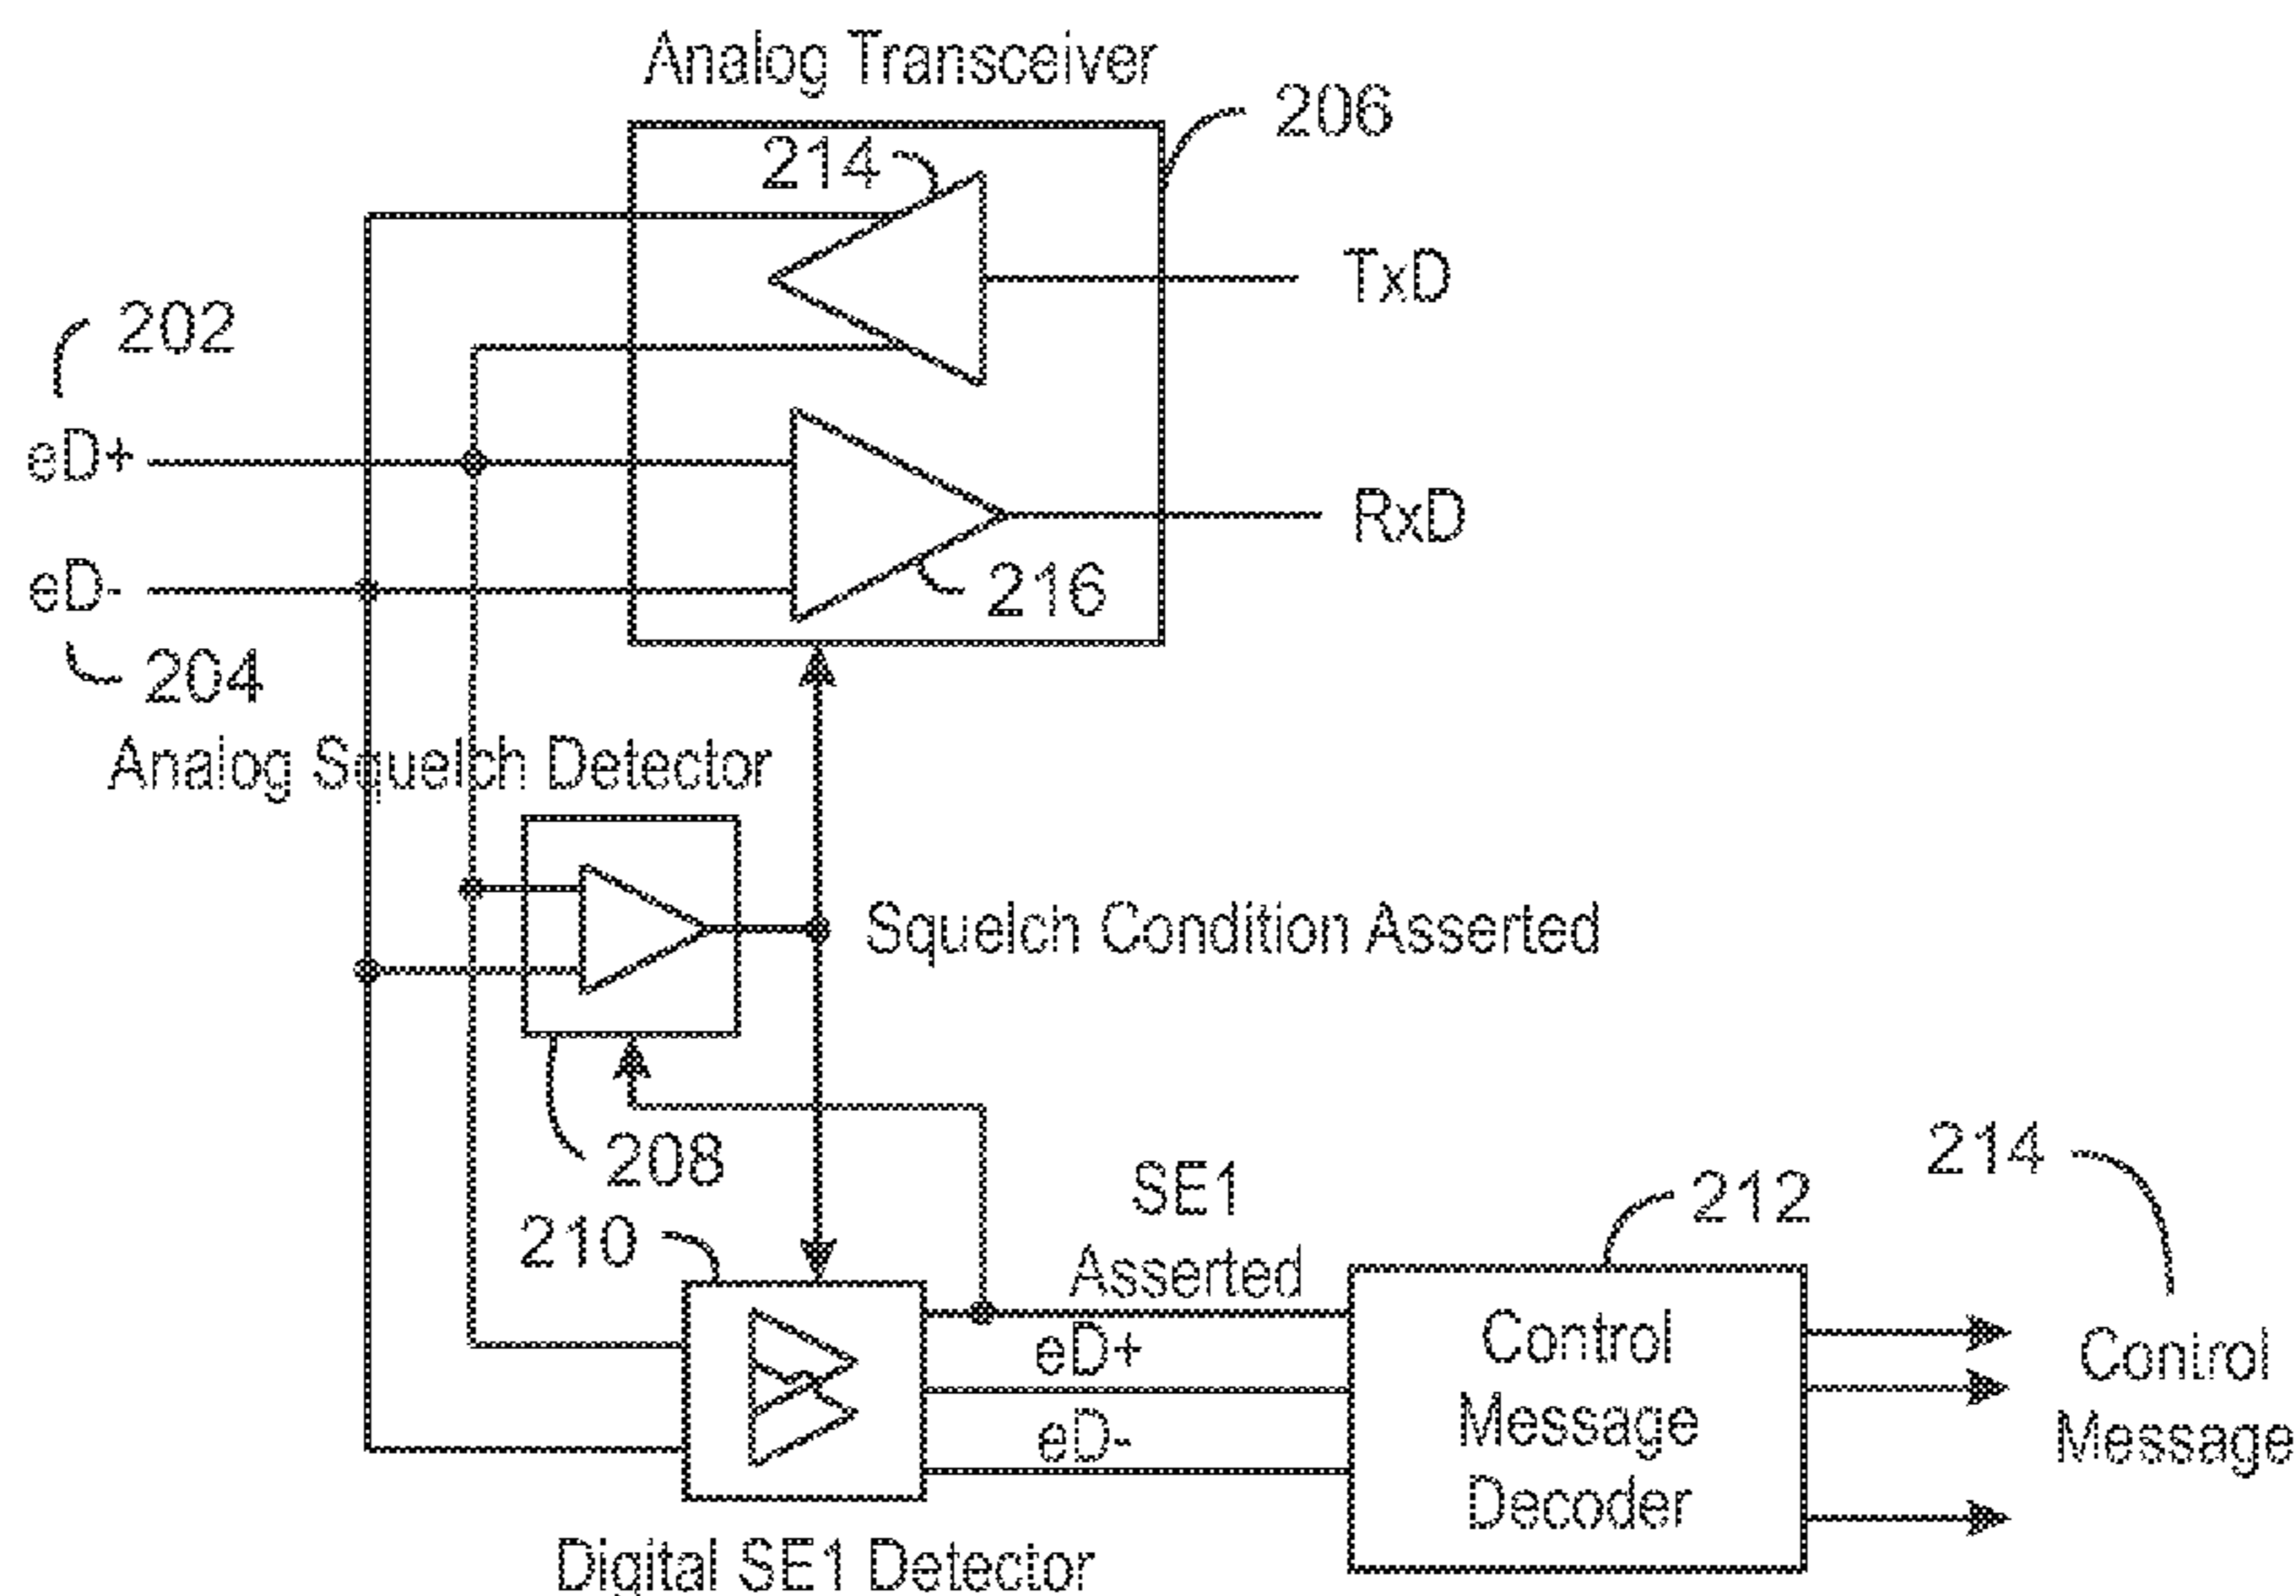 Analog Transceiver
206
214
TxD
202
eD+
RxD
eD-
216
204
Analog Squelch Detector
Squelch Condition Asserted
208
210
SE1
Asserted
212
214
eD+
eD-
Control
Message
Decoder
Control
Message
Digital SE1 Detector